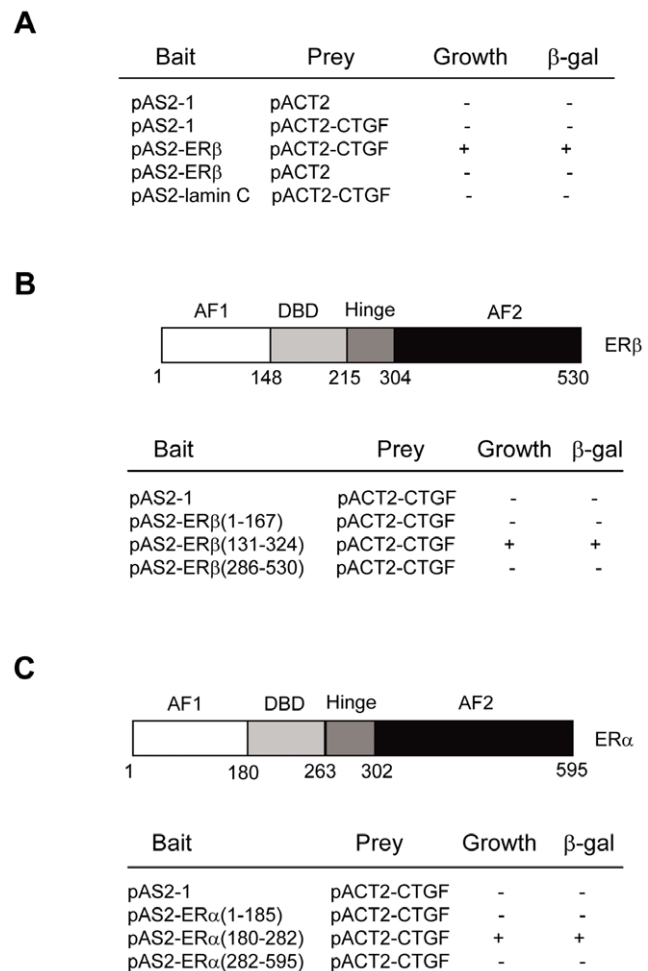 A
Bait Prey Growth β-gal
pAS2-1 pACT2 - -
pAS2-1 pACT2-CTGF - -
pAS2-ERβ pACT2-CTGF + +
pAS2-ERβ pACT2 - -
pAS2-lamin C pACT2-CTGF - -
B
AF1 DBD Hinge AF2
ERβ
1 148 215 304 530
Bait Prey Growth β-gal
pAS2-1 pACT2-CTGF - -
pAS2-ERβ(1-167) pACT2-CTGF - -
pAS2-ERβ(131-324) pACT2-CTGF + +
pAS2-ERβ(286-530) pACT2-CTGF - -
C
AF1 DBD Hinge AF2
ERα
1 180 263 302 595
Bait Prey Growth β-gal
pAS2-1 pACT2-CTGF - -
pAS2-ERα(1-185) pACT2-CTGF - -
pAS2-ERα(180-282) pACT2-CTGF + +
pAS2-ERα(282-595) pACT2-CTGF - -